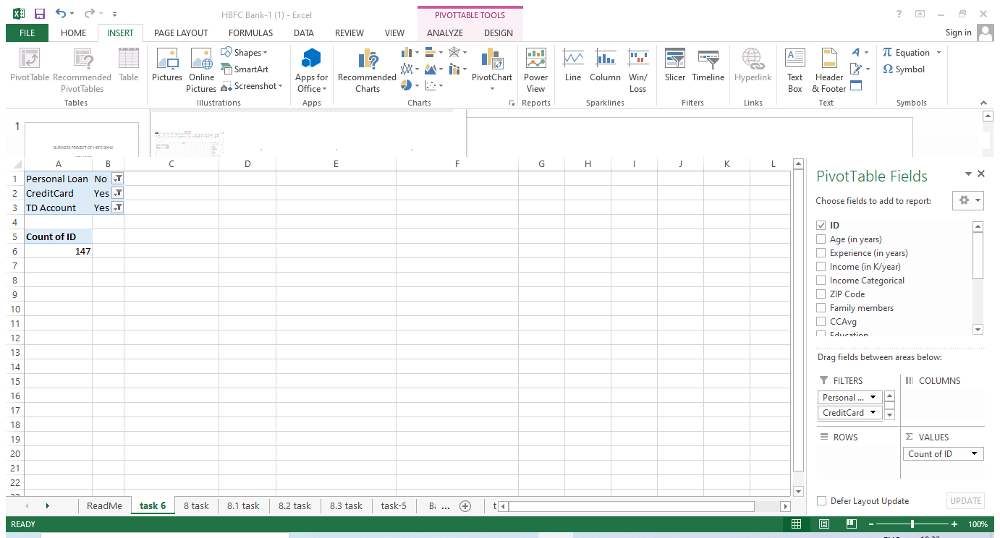 HBFC Bank-1 (1) - Excel
PIVOTTABLE TOOLS
?
FILE HOME INSERT PAGE LAYOUT FORMULAS DATA REVIEW VIEW ANALYZE DESIGN Sign in
PivotTable Recommended PivotTables Table
Tables
Pictures Online Pictures Shapes SmartArt Screenshot
Illustrations
Apps for Office
Apps
Recommended Charts PivotChart
Charts
Power View
Reports
Line Column Win/Loss
Sparklines
Slicer Timeline
Filters
Hyperlink
Links
Text Box Header & Footer
Text
π Equation
Ω Symbol
Symbols
1
BUSINESS PROJECT OF HBFC BANK
A B C D E F G H I J K L
1 Personal Loan No
2 CreditCard Yes
3 TD Account Yes
4
5 Count of ID
6 147
7
8
9
10
11
12
13
14
15
16
17
18
19
20
21
22
PivotTable Fields
Choose fields to add to report:
ID
Age (in years)
Experience (in years)
Income (in K/year)
Income Categorical
ZIP Code
Family members
CCAvg
Education
Drag fields between areas below:
FILTERS COLUMNS
Personal ...
CreditCard
ROWS Σ VALUES
Count of ID
Defer Layout Update UPDATE
ReadMe task 6 8 task 8.1 task 8.2 task 8.3 task task-5 ...
READY 100%